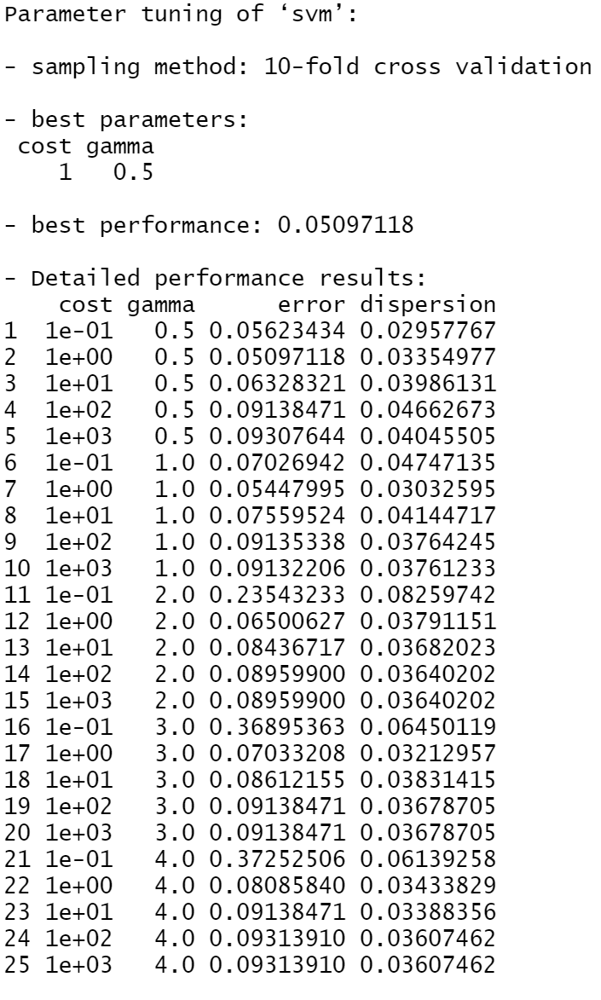 Parameter tuning of ‘svm’:
- sampling method: 10-fold cross validation
- best parameters:
cost gamma
1 0.5
- best performance: 0.05097118
- Detailed performance results:
cost gamma error dispersion
1 1e-01 0.5 0.05623434 0.02957767
2 1e+00 0.5 0.05097118 0.03354977
3 1e+01 0.5 0.06328321 0.03986131
4 1e+02 0.5 0.09138471 0.04662673
5 1e+03 0.5 0.09307644 0.04045505
6 1e-01 1.0 0.07026942 0.04747135
7 1e+00 1.0 0.05447995 0.03032595
8 1e+01 1.0 0.07559524 0.04144717
9 1e+02 1.0 0.09135338 0.03764245
10 1e+03 1.0 0.09132206 0.03761233
11 1e-01 2.0 0.23543233 0.08259742
12 1e+00 2.0 0.06500627 0.03791151
13 1e+01 2.0 0.08436717 0.03682023
14 1e+02 2.0 0.08959900 0.03640202
15 1e+03 2.0 0.08959900 0.03640202
16 1e-01 3.0 0.36895363 0.06450119
17 1e+00 3.0 0.07033208 0.03212957
18 1e+01 3.0 0.08612155 0.03831415
19 1e+02 3.0 0.09138471 0.03678705
20 1e+03 3.0 0.09138471 0.03678705
21 1e-01 4.0 0.37252506 0.06139258
22 1e+00 4.0 0.08085840 0.03433829
23 1e+01 4.0 0.09138471 0.03388356
24 1e+02 4.0 0.09313910 0.03607462
25 1e+03 4.0 0.09313910 0.03607462